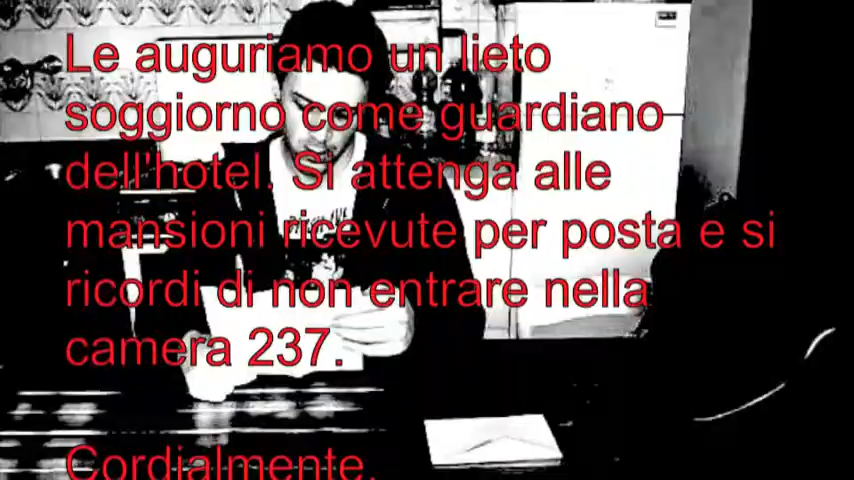 Le auguriamo un lieto
soggiorno come guardiano
dell'hotel. Si attenga alle
mansioni ricevute per posta e si
ricordi di non entrare nella
camera 237.
Cordialmente,